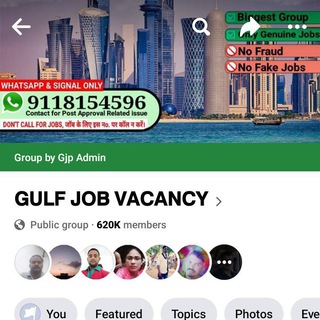 Biggest Group
Only Genuine Jobs
No Fraud
No Fake Jobs
WHATSAPP & SIGNAL ONLY
9118154596
Contact for Post Approval Related issue
DON'T CALL FOR JOBS, जॉब के लिए इस न०. पर कॉल न करें।
Group by Gjp Admin
GULF JOB VACANCY >
Public group · 620K members
You
Featured
Topics
Photos
Eve